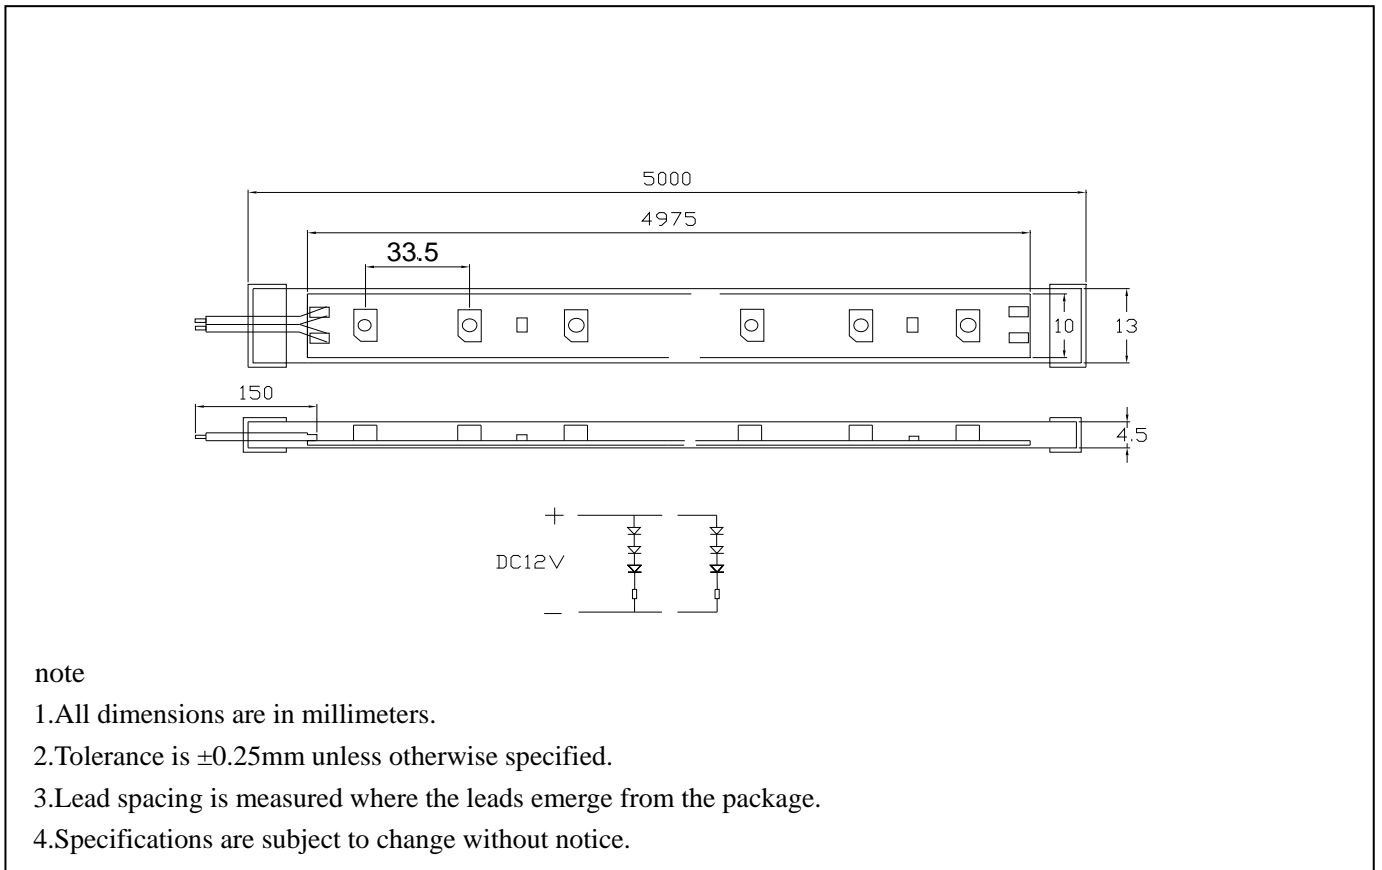 5000
4975
33.5
10
13
150
4.5
+
DC12V
—
note
1.All dimensions are in millimeters.
2.Tolerance is ±0.25mm unless otherwise specified.
3.Lead spacing is measured where the leads emerge from the package.
4.Specifications are subject to change without notice.